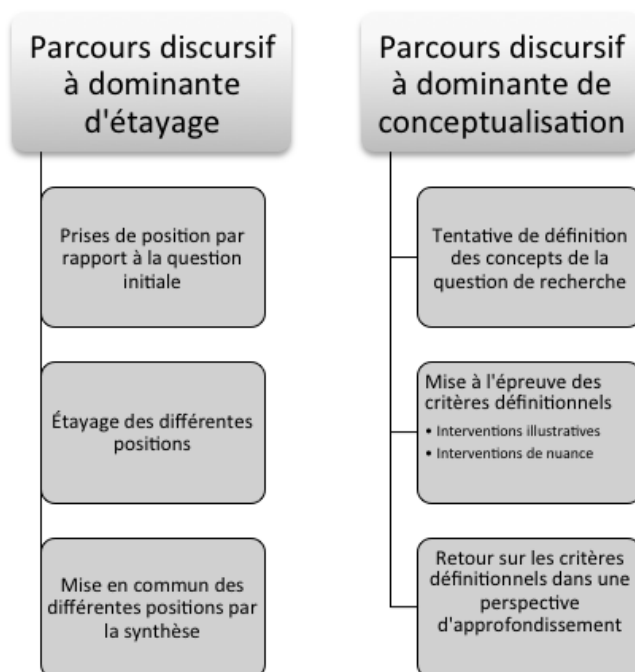 Parcours discursif
à dominante
d'étayage
Prises de position par
rapport à la question
initiale
Étayage des différentes
positions
Mise en commun des
différentes positions par
la synthèse
Parcours discursif
à dominante de
conceptualisation
Tentative de définition
des concepts de la
question de recherche
Mise à l'épreuve des
critères définitionnels
• Interventions illustratives
• Interventions de nuance
Retour sur les critères
définitionnels dans une
perspective
d'approfondissement